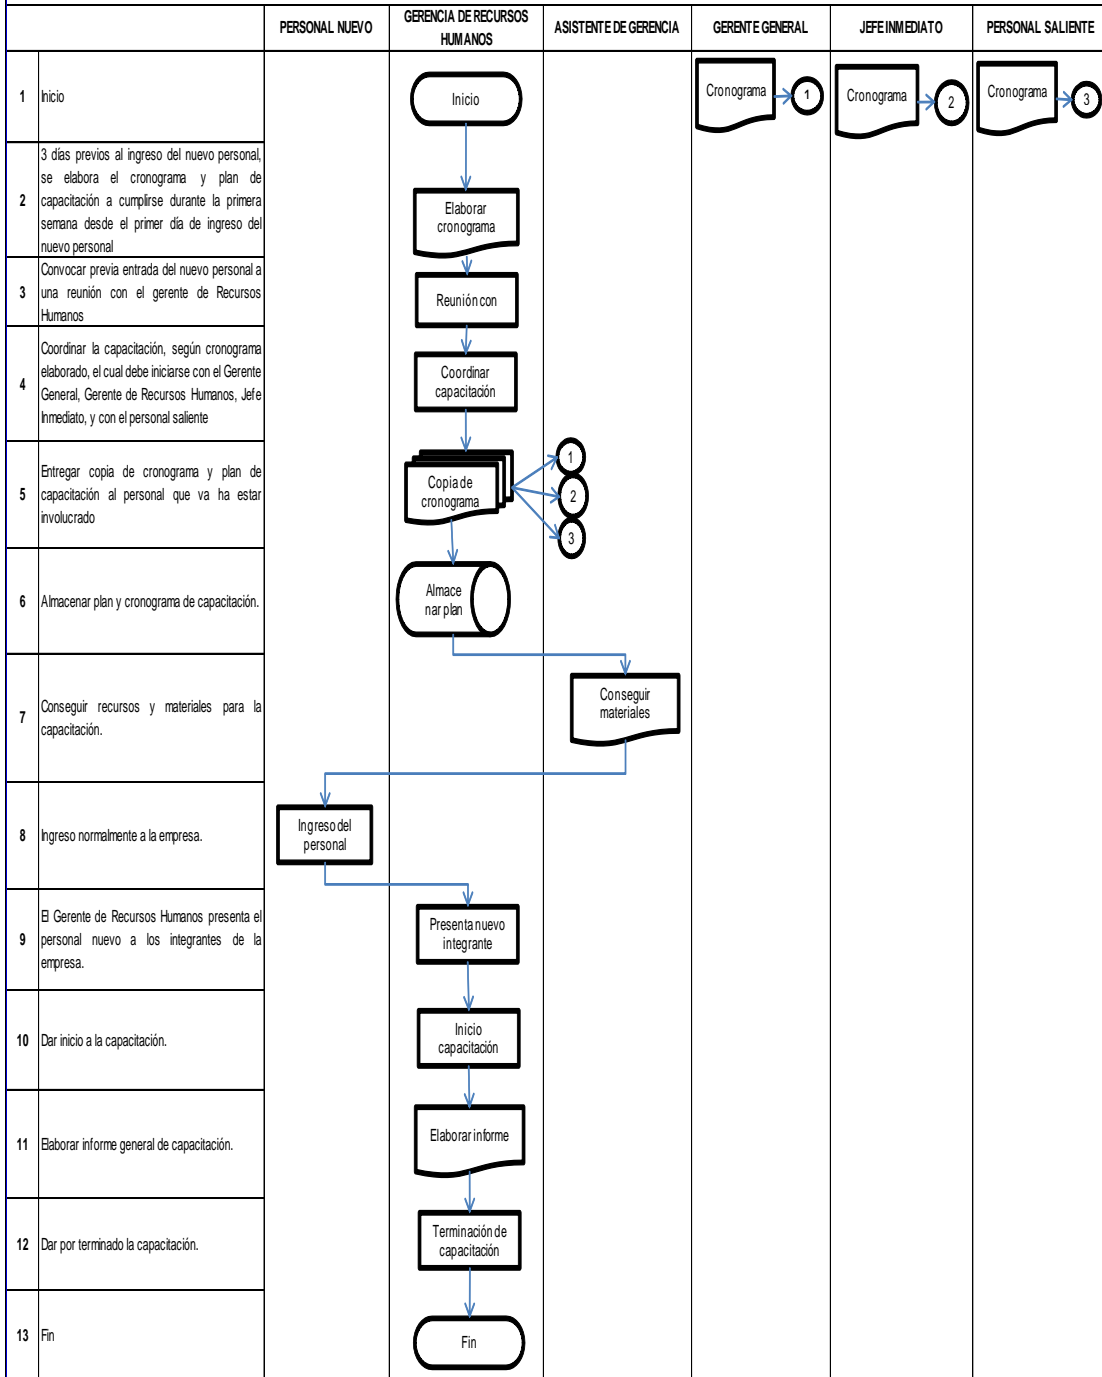 PERSONAL NUEVO
GERENCIA DE RECURSOS
HUMANOS
ASISTENTE DE GERENCIA
GERENTE GENERAL
JEFE INMEDIATO
PERSONAL SALIENTE
1
Inicio
Inicio
Cronograma
1
Cronograma
2
Cronograma
3
2
3 días previos al ingreso del nuevo personal,
se elabora el cronograma y plan de
capacitación a cumplirse durante la primera
semana desde el primer día de ingreso del
nuevo personal
Elaborar
cronograma
3
Convocar previa entrada del nuevo personal a
una reunión con el gerente de Recursos
Humanos
Reunión con
4
Coordinar la capacitación, según cronograma
elaborado, el cual debe iniciarse con el Gerente
General, Gerente de Recursos Humanos, Jefe
Inmediato, y con el personal saliente
Coordinar
capacitación
5
Entregar copia de cronograma y plan de
capacitación al personal que va ha estar
involucrado
Copia de
cronograma
1
2
3
6
Almacenar plan y cronograma de capacitación.
Almace
nar plan
7
Conseguir recursos y materiales para la
capacitación.
Conseguir
materiales
8
Ingreso normalmente a la empresa.
Ingreso del
personal
9
El Gerente de Recursos Humanos presenta el
personal nuevo a los integrantes de la
empresa.
Presenta nuevo
integrante
10
Dar inicio a la capacitación.
Inicio
capacitación
11
Elaborar informe general de capacitación.
Elaborar informe
12
Dar por terminado la capacitación.
Terminación de
capacitación
13
Fin
Fin